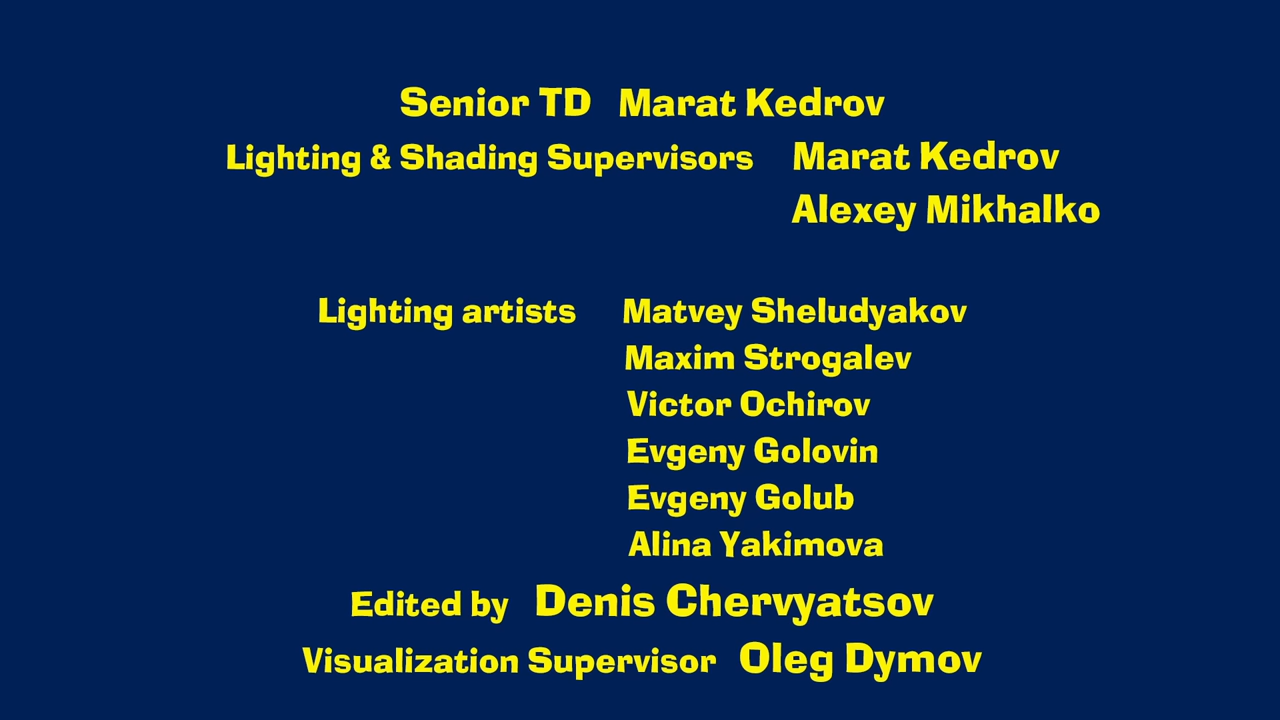 Senior TD Marat Kedrov
Lighting & Shading Supervisors Marat Kedrov
Alexey Mikhalko
Lighting artists Matvey Sheludyakov
Maxim Strogalev
Victor Ochirov
Evgeny Golovin
Evgeny Golub
Alina Yakimova
Edited by Denis Chervyatsov
Visualization Supervisor Oleg Dymov